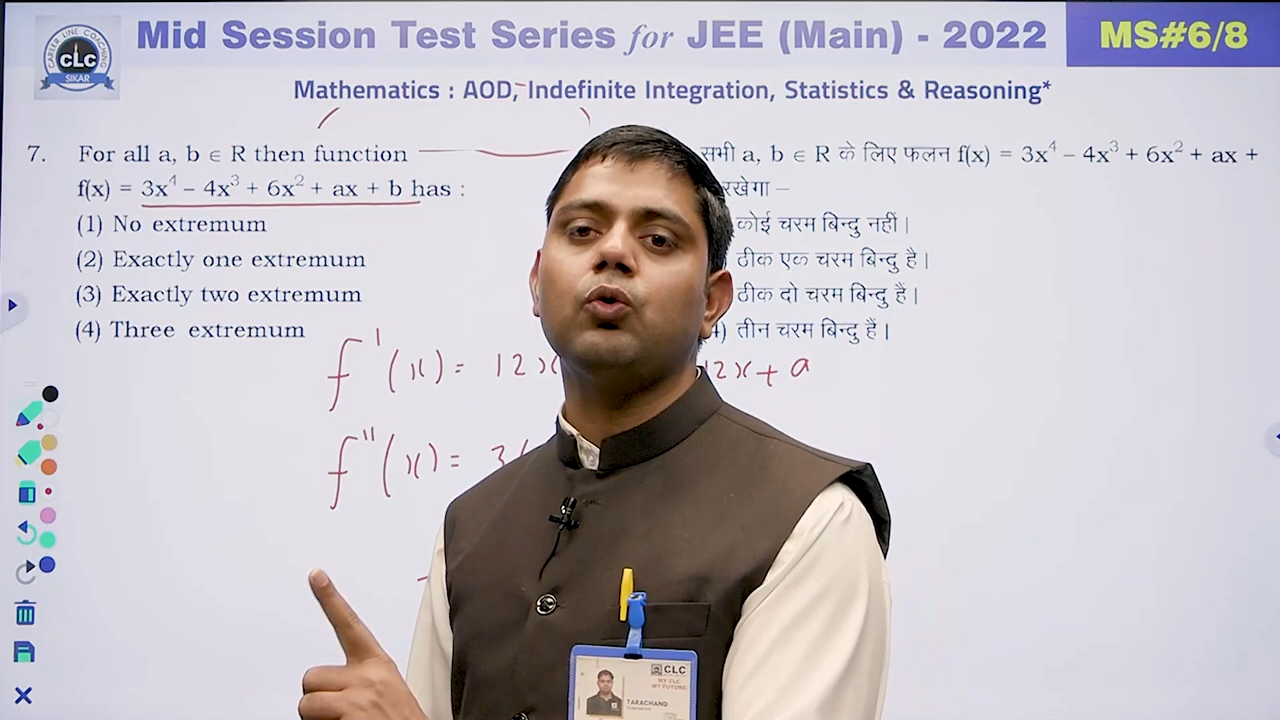 Mid Session Test Series for JEE (Main) - 2022
MS#6/8
CAREER LINE COACHING
CLC
SIKAR
Mathematics : AOD, Indefinite Integration, Statistics & Reasoning*
7. For all a, b ∈ R then function
f(x) = 3x⁴ – 4x³ + 6x² + ax + b has :
(1) No extremum
(2) Exactly one extremum
(3) Exactly two extremum
(4) Three extremum
सभी a, b ∈ R के लिए फलन f(x) = 3x⁴ – 4x³ + 6x² + ax +
रखेगा –
कोई चरम बिन्दु नहीं।
ठीक एक चरम बिन्दु है।
ठीक दो चरम बिन्दु हैं।
4) तीन चरम बिन्दु हैं।
f'(x) = 12x 12x + a
f''(x) = 3
CLC
MY CLC
MY FUTURE
TARACHAND